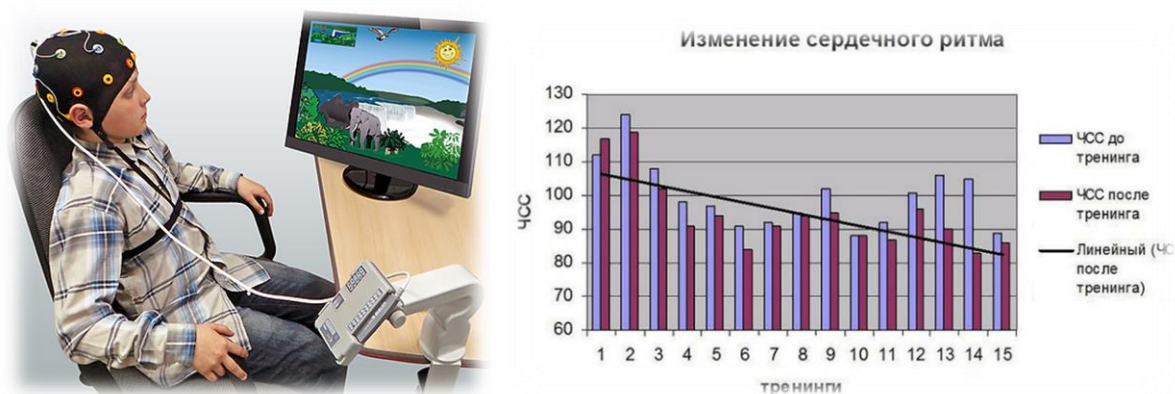 Изменение сердечного ритма
130
120
110
100
90
80
70
60
ЧСС
1 2 3 4 5 6 7 8 9 10 11 12 13 14 15
тренинги
ЧСС до
тренинга
ЧСС после
тренинга
Линейный (ЧС
после
тренинга)